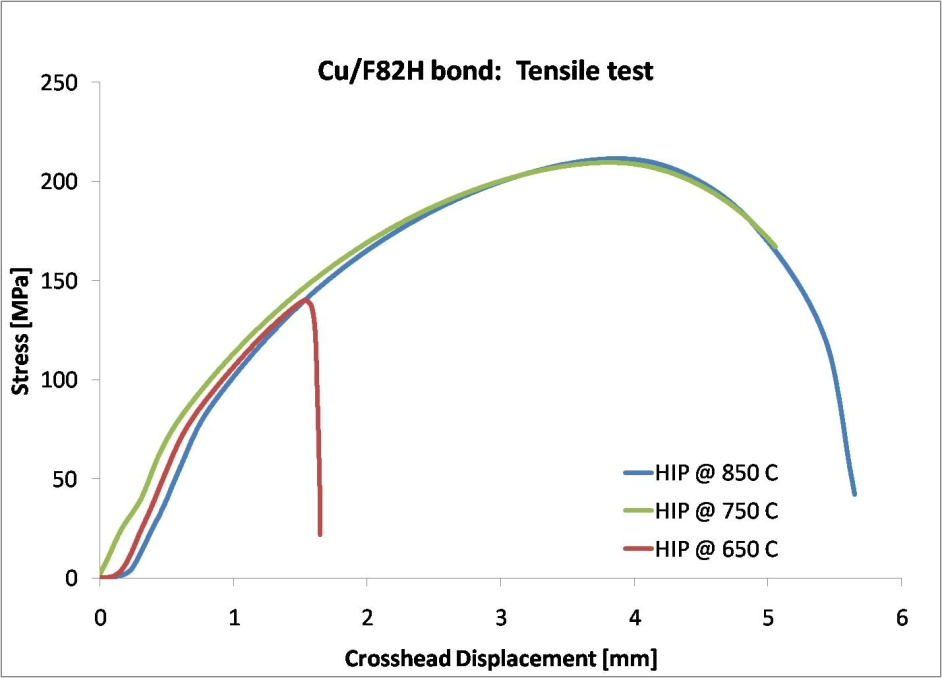 Cu/F82H bond: Tensile test
250
200
150
100
50
0
Stress [MPa]
HIP @ 850 C
HIP @ 750 C
HIP @ 650 C
0 1 2 3 4 5 6
Crosshead Displacement [mm]